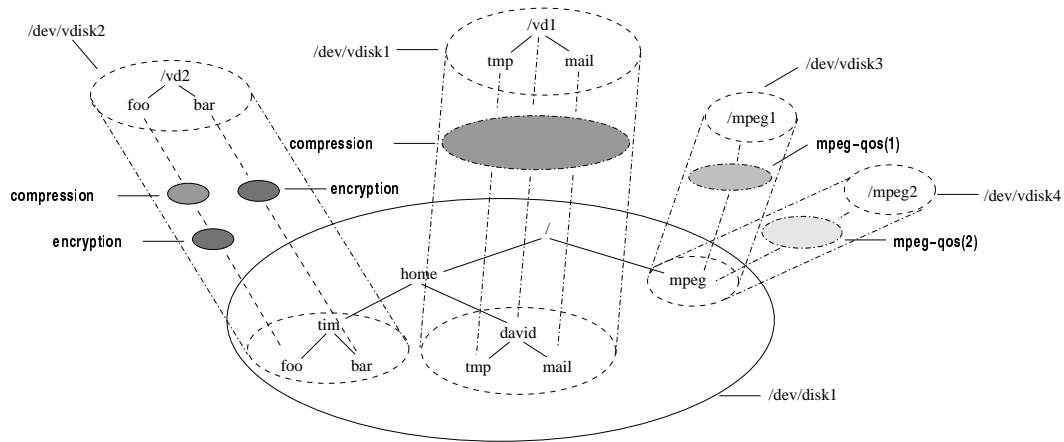 /dev/vdisk2
/vd2
foo bar
compression
encryption
encryption
/dev/vdisk1
/vd1
tmp mail
compression
/dev/vdisk3
/mpeg1
mpeg-qos(1)
/mpeg2
/dev/vdisk4
mpeg-qos(2)
/
home
mpeg
tim
foo bar
david
tmp mail
/dev/disk1